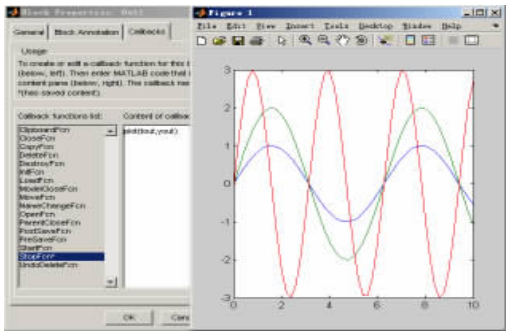 Block Properties: Out1
General
Block Annotation
Callbacks
Usage
To create or edit a callback function for this b
(below, left). Then enter MATLAB code that i
content pane (below, right). The callback na
(then saved content).
Callback functions list:
Content of callbac
ClipboardFcn
CloseFcn
CopyFcn
DeleteFcn
DestroyFcn
InitFcn
LoadFcn
ModelCloseFcn
MoveFcn
NameChangeFcn
OpenFcn
ParentCloseFcn
PostSaveFcn
PreSaveFcn
StartFcn
StopFcn*
UndoDeleteFcn
plot(tout,yout)
OK
Canc
Figure 1
File Edit View Insert Tools Desktop Window Help
3
2
1
0
-1
-2
-3
0 2 4 6 8 10